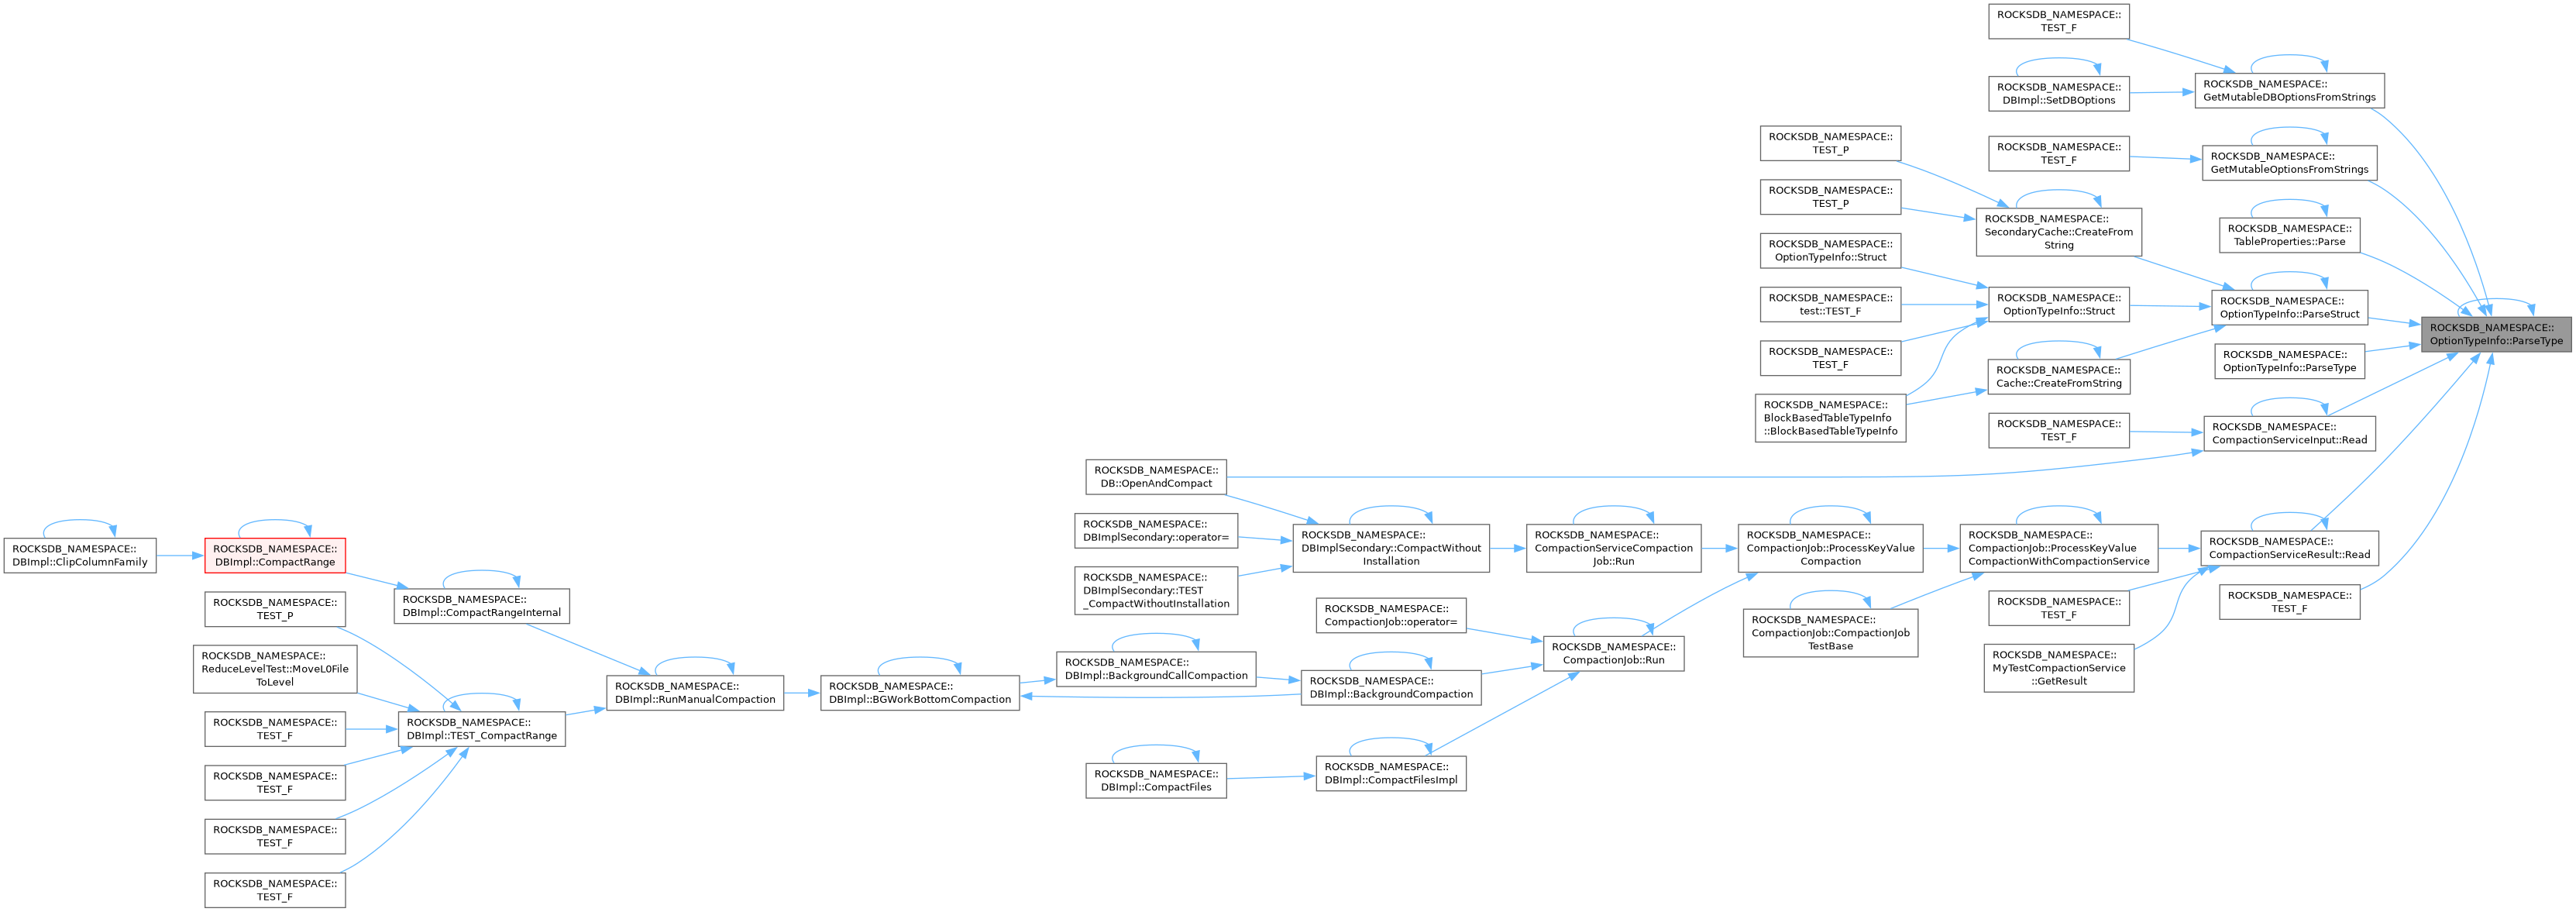 ROCKSDB_NAMESPACE::
TEST_F
ROCKSDB_NAMESPACE::
DBImpl::SetDBOptions
ROCKSDB_NAMESPACE::
GetMutableDBOptionsFromStrings
ROCKSDB_NAMESPACE::
TEST_F
ROCKSDB_NAMESPACE::
GetMutableOptionsFromStrings
ROCKSDB_NAMESPACE::
TEST_P
ROCKSDB_NAMESPACE::
TEST_P
ROCKSDB_NAMESPACE::
SecondaryCache::CreateFrom
String
ROCKSDB_NAMESPACE::
TableProperties::Parse
ROCKSDB_NAMESPACE::
OptionTypeInfo::Struct
ROCKSDB_NAMESPACE::
test::TEST_F
ROCKSDB_NAMESPACE::
TEST_F
ROCKSDB_NAMESPACE::
BlockBasedTableTypeInfo
::BlockBasedTableTypeInfo
ROCKSDB_NAMESPACE::
OptionTypeInfo::Struct
ROCKSDB_NAMESPACE::
Cache::CreateFromString
ROCKSDB_NAMESPACE::
OptionTypeInfo::ParseStruct
ROCKSDB_NAMESPACE::
OptionTypeInfo::ParseType
ROCKSDB_NAMESPACE::
OptionTypeInfo::ParseType
ROCKSDB_NAMESPACE::
TEST_F
ROCKSDB_NAMESPACE::
CompactionServiceInput::Read
ROCKSDB_NAMESPACE::
DB::OpenAndCompact
ROCKSDB_NAMESPACE::
DBImplSecondary::operator=
ROCKSDB_NAMESPACE::
DBImplSecondary::TEST
_CompactWithoutInstallation
ROCKSDB_NAMESPACE::
DBImplSecondary::CompactWithout
Installation
ROCKSDB_NAMESPACE::
CompactionServiceCompaction
Job::Run
ROCKSDB_NAMESPACE::
CompactionJob::ProcessKeyValue
Compaction
ROCKSDB_NAMESPACE::
CompactionJob::ProcessKeyValue
CompactionWithCompactionService
ROCKSDB_NAMESPACE::
CompactionServiceResult::Read
ROCKSDB_NAMESPACE::
TEST_F
ROCKSDB_NAMESPACE::
TEST_F
ROCKSDB_NAMESPACE::
MyTestCompactionService
::GetResult
ROCKSDB_NAMESPACE::
CompactionJob::CompactionJob
TestBase
ROCKSDB_NAMESPACE::
CompactionJob::operator=
ROCKSDB_NAMESPACE::
CompactionJob::Run
ROCKSDB_NAMESPACE::
DBImpl::BackgroundCompaction
ROCKSDB_NAMESPACE::
DBImpl::CompactFilesImpl
ROCKSDB_NAMESPACE::
DBImpl::CompactFiles
ROCKSDB_NAMESPACE::
DBImpl::BackgroundCallCompaction
ROCKSDB_NAMESPACE::
DBImpl::BGWorkBottomCompaction
ROCKSDB_NAMESPACE::
DBImpl::RunManualCompaction
ROCKSDB_NAMESPACE::
DBImpl::CompactRangeInternal
ROCKSDB_NAMESPACE::
DBImpl::CompactRange
ROCKSDB_NAMESPACE::
DBImpl::ClipColumnFamily
ROCKSDB_NAMESPACE::
TEST_P
ROCKSDB_NAMESPACE::
ReduceLevelTest::MoveL0File
ToLevel
ROCKSDB_NAMESPACE::
DBImpl::TEST_CompactRange
ROCKSDB_NAMESPACE::
TEST_F
ROCKSDB_NAMESPACE::
TEST_F
ROCKSDB_NAMESPACE::
TEST_F
ROCKSDB_NAMESPACE::
TEST_F